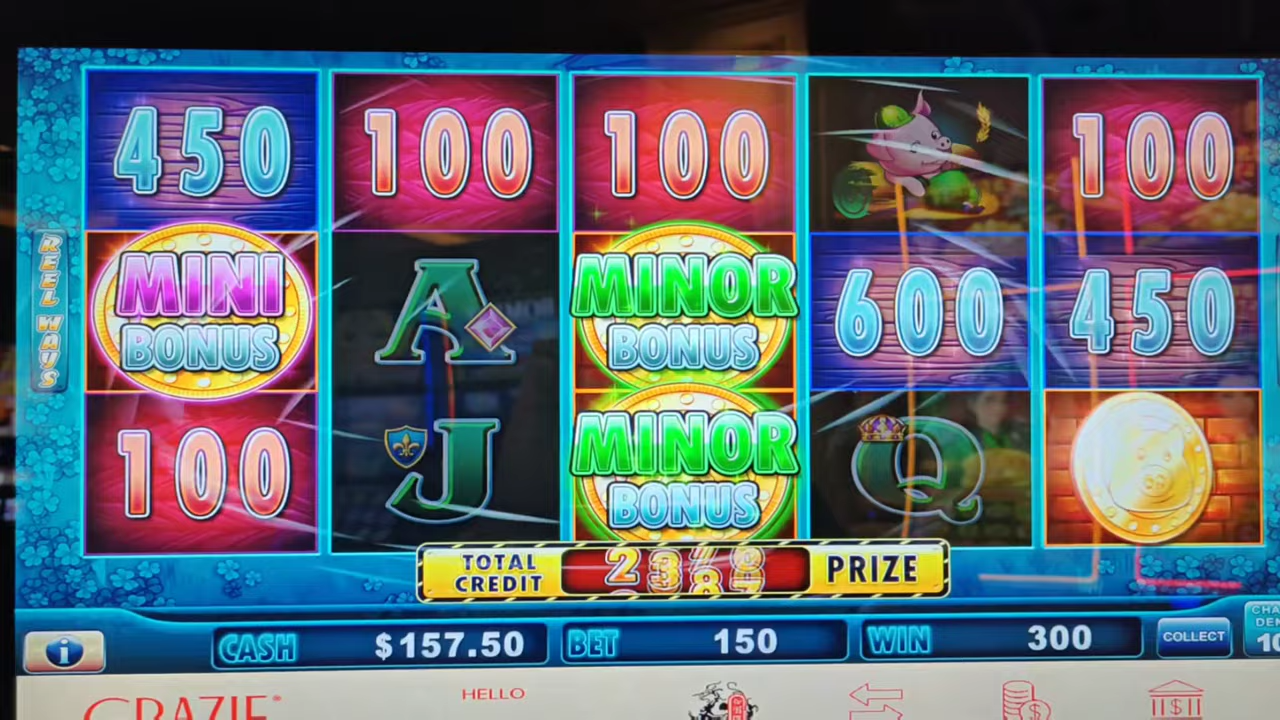 450 100 100 100
REEL WAYS
MINI
BONUS
A
MINOR
BONUS
600
450
100
J
MINOR
BONUS
Q
TOTAL
CREDIT
PRIZE
CASH $157.50 BET 150 WIN 300 COLLECT
CRAZIE
HELLO